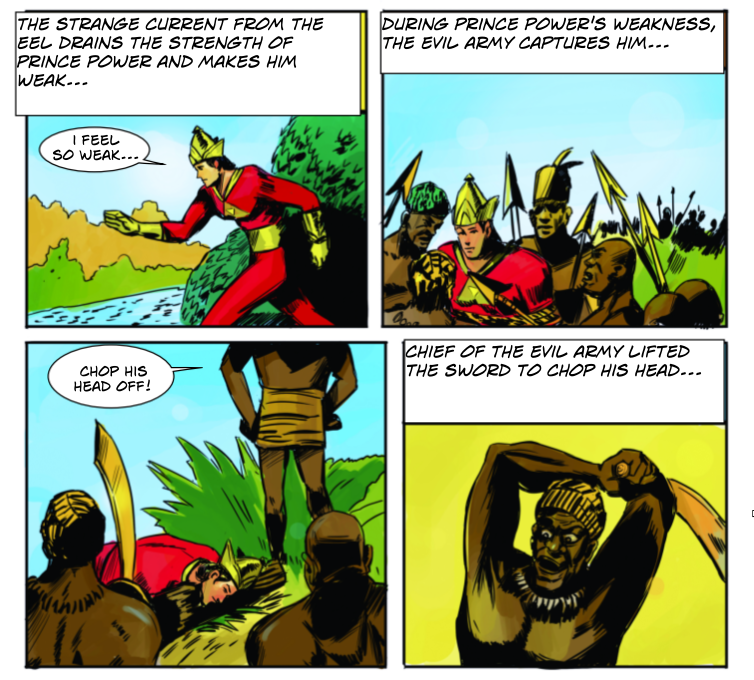 THE STRANGE CURRENT FROM THE
EEL DRAINS THE STRENGTH OF
PRINCE POWER AND MAKES HIM
WEAK...
I FEEL
SO WEAK...
DURING PRINCE POWER'S WEAKNESS,
THE EVIL ARMY CAPTURES HIM...
CHOP HIS
HEAD OFF!
CHIEF OF THE EVIL ARMY LIFTED
THE SWORD TO CHOP HIS HEAD...